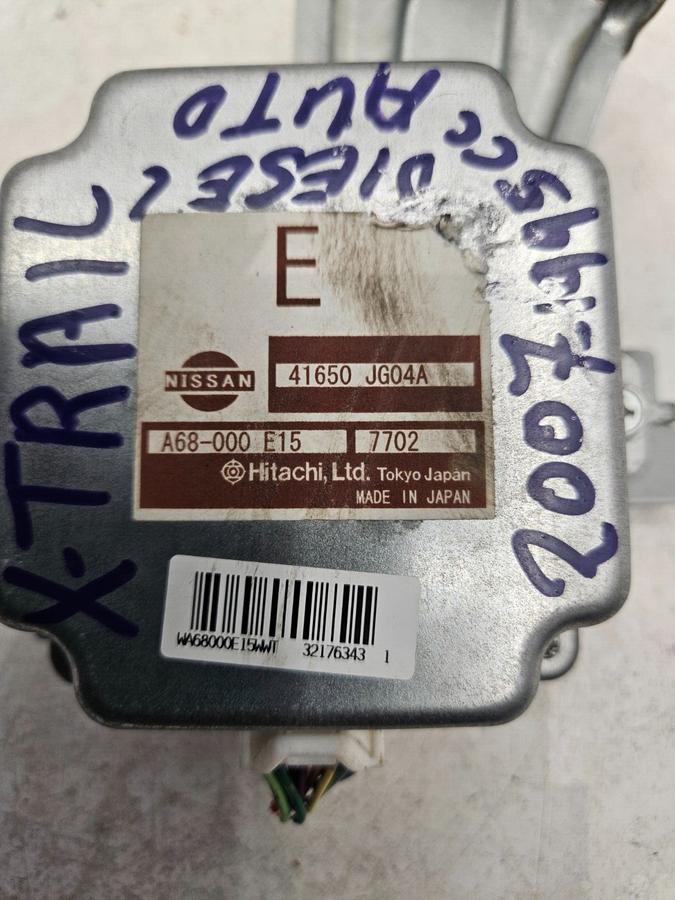 X-TRAIL
DIESEL
AUTO
2007
CC
E
NISSAN
41650 JG04A
A68-000 E15 7702
Hitachi, Ltd. Tokyo Japan
MADE IN JAPAN
WA68000E15WWT 32176343 1